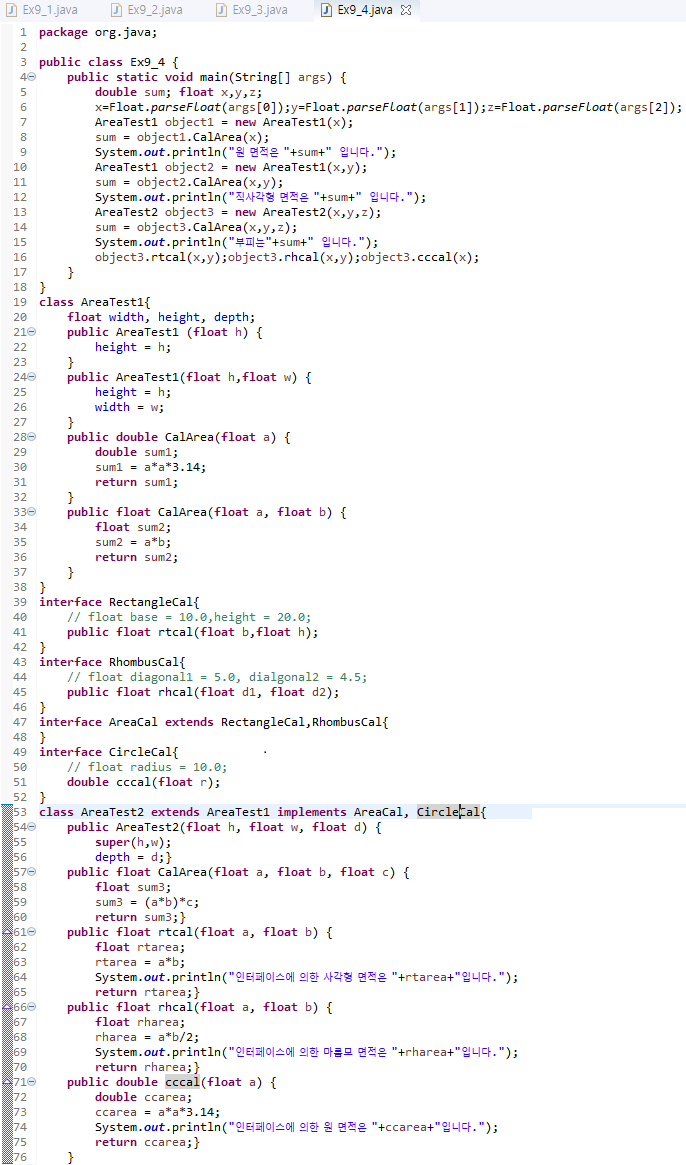 Ex9_1.java Ex9_2.java Ex9_3.java Ex9_4.java
1 package org.java;
2
3 public class Ex9_4 {
4 public static void main(String[] args) {
5 double sum; float x,y,z;
6 x=Float.parseFloat(args[0]);y=Float.parseFloat(args[1]);z=Float.parseFloat(args[2]);
7 AreaTest1 object1 = new AreaTest1(x);
8 sum = object1.CalArea(x);
9 System.out.println("원 면적은 "+sum+" 입니다.");
10 AreaTest1 object2 = new AreaTest1(x,y);
11 sum = object2.CalArea(x,y);
12 System.out.println("직사각형 면적은 "+sum+" 입니다.");
13 AreaTest2 object3 = new AreaTest2(x,y,z);
14 sum = object3.CalArea(x,y,z);
15 System.out.println("부피는"+sum+" 입니다.");
16 object3.rtcal(x,y);object3.rhcal(x,y);object3.cccal(x);
17 }
18 }
19 class AreaTest1{
20 float width, height, depth;
21 public AreaTest1 (float h) {
22 height = h;
23 }
24 public AreaTest1(float h,float w) {
25 height = h;
26 width = w;
27 }
28 public double CalArea(float a) {
29 double sum1;
30 sum1 = a*a*3.14;
31 return sum1;
32 }
33 public float CalArea(float a, float b) {
34 float sum2;
35 sum2 = a*b;
36 return sum2;
37 }
38 }
39 interface RectangleCal{
40 // float base = 10.0,height = 20.0;
41 public float rtcal(float b,float h);
42 }
43 interface RhombusCal{
44 // float diagonal1 = 5.0, dialgonal2 = 4.5;
45 public float rhcal(float d1, float d2);
46 }
47 interface AreaCal extends RectangleCal,RhombusCal{
48 }
49 interface CircleCal{
50 // float radius = 10.0;
51 double cccal(float r);
52 }
53 class AreaTest2 extends AreaTest1 implements AreaCal, CircleCal{
54 public AreaTest2(float h, float w, float d) {
55 super(h,w);
56 depth = d;}
57 public float CalArea(float a, float b, float c) {
58 float sum3;
59 sum3 = (a*b)*c;
60 return sum3;}
61 public float rtcal(float a, float b) {
62 float rtarea;
63 rtarea = a*b;
64 System.out.println("인터페이스에 의한 사각형 면적은 "+rtarea+"입니다.");
65 return rtarea;}
66 public float rhcal(float a, float b) {
67 float rharea;
68 rharea = a*b/2;
69 System.out.println("인터페이스에 의한 마름모 면적은 "+rharea+"입니다.");
70 return rharea;}
71 public double cccal(float a) {
72 double ccarea;
73 ccarea = a*a*3.14;
74 System.out.println("인터페이스에 의한 원 면적은 "+ccarea+"입니다.");
75 return ccarea;}
76 }